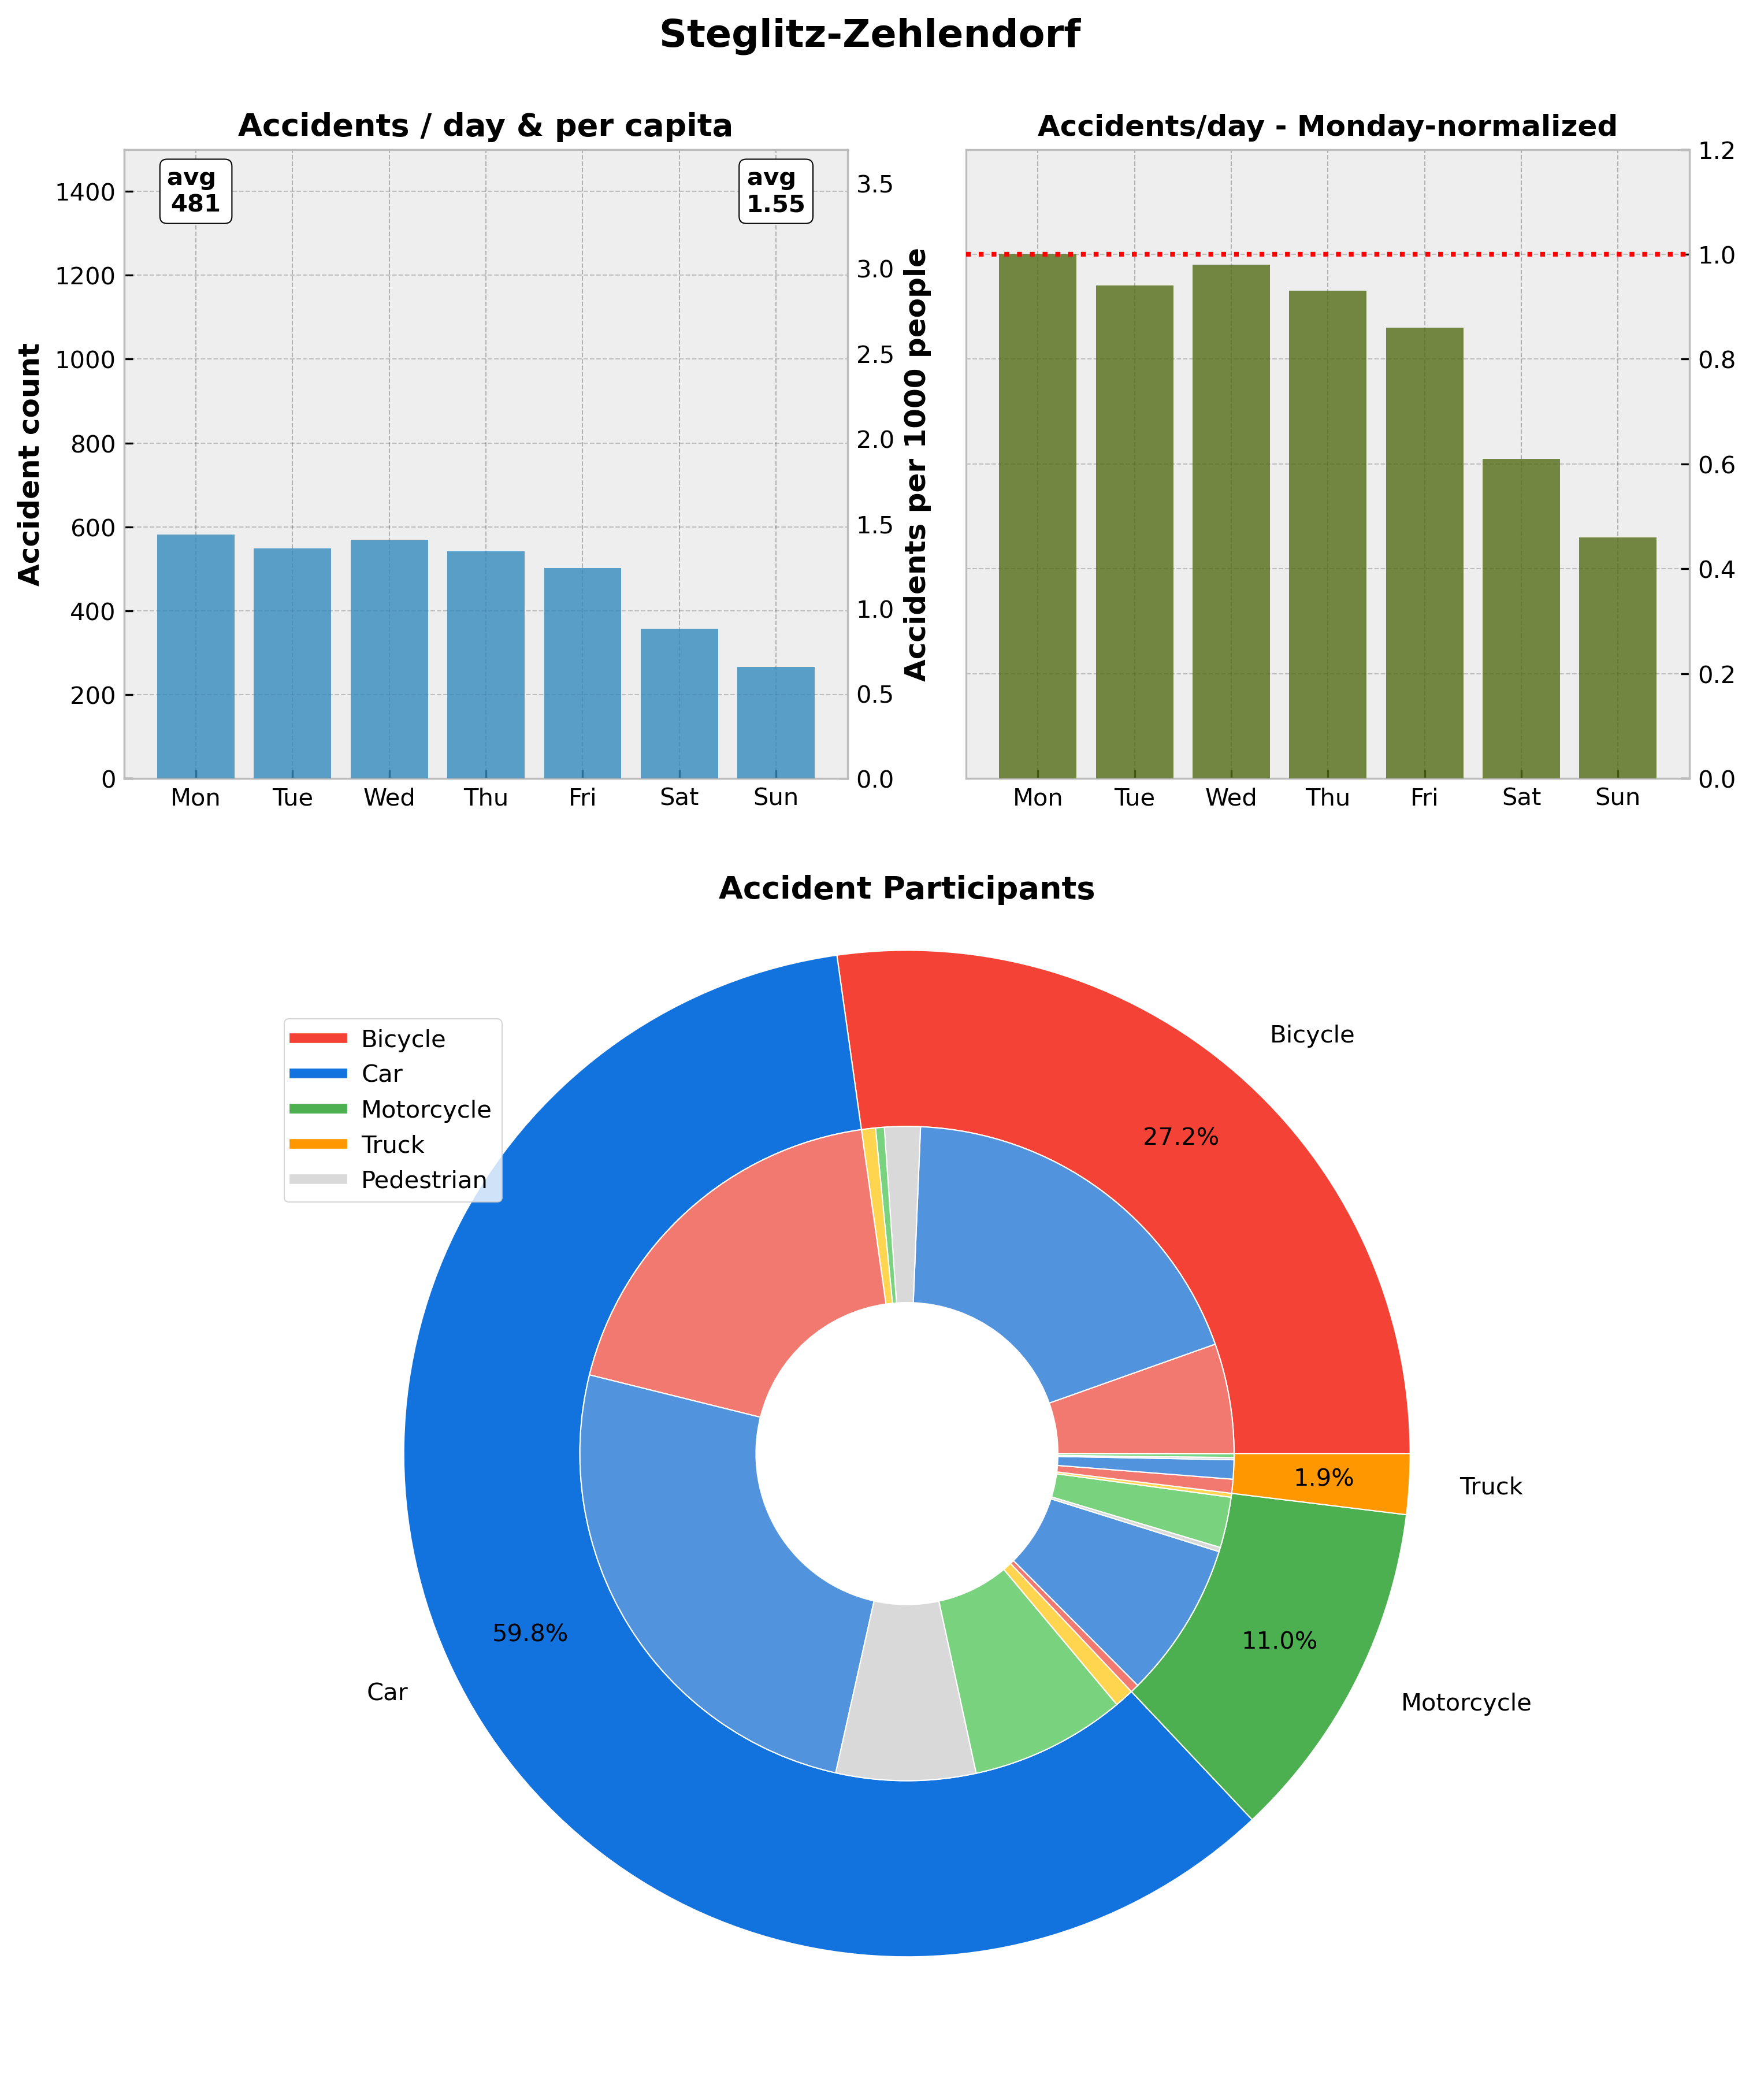 Steglitz-Zehlendorf
Accidents / day & per capita
avg
481
avg
1.55
Accident count
1400
1200
1000
800
600
400
200
0
3.5
3.0
2.5
2.0
1.5
1.0
0.5
0.0
Accidents per 1000 people
Mon Tue Wed Thu Fri Sat Sun
Accidents/day - Monday-normalized
1.2
1.0
0.8
0.6
0.4
0.2
0.0
Mon Tue Wed Thu Fri Sat Sun
Accident Participants
Bicycle
Car
Motorcycle
Truck
Pedestrian
Bicycle
27.2%
1.9%
Truck
59.8%
11.0%
Car
Motorcycle